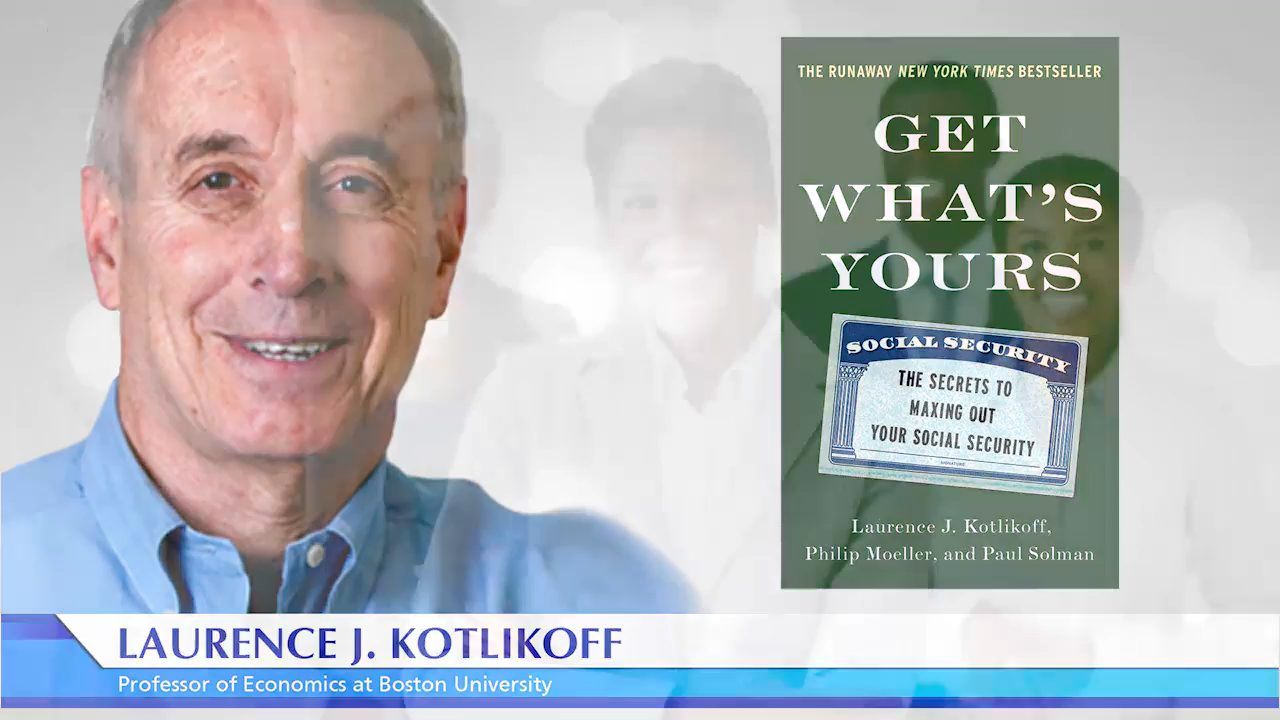 THE RUNAWAY NEW YORK TIMES BESTSELLER
GET
WHAT'S
YOURS
SOCIAL SECURITY
THE SECRETS TO
MAXING OUT
YOUR SOCIAL SECURITY
SIGNATURE
Laurence J. Kotlikoff,
Philip Moeller, and Paul Solman
LAURENCE J. KOTLIKOFF
Professor of Economics at Boston University